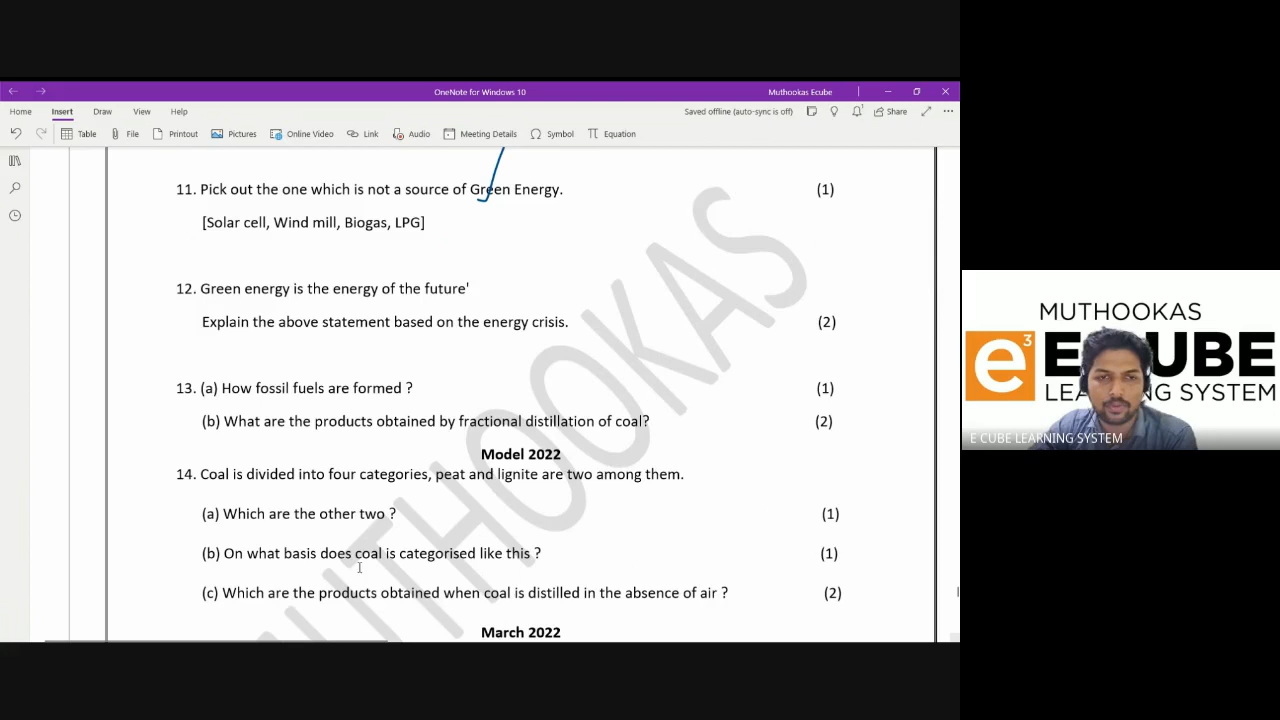 OneNote for Windows 10
Muthookas Ecube
Home Insert Draw View Help
Saved offline (auto-sync is off)
Share
Table File Printout Pictures Online Video Link Audio Meeting Details Symbol Equation
11. Pick out the one which is not a source of Green Energy. (1)
[Solar cell, Wind mill, Biogas, LPG]
12. Green energy is the energy of the future'
Explain the above statement based on the energy crisis. (2)
13. (a) How fossil fuels are formed ? (1)
(b) What are the products obtained by fractional distillation of coal? (2)
Model 2022
14. Coal is divided into four categories, peat and lignite are two among them.
(a) Which are the other two ? (1)
(b) On what basis does coal is categorised like this ? (1)
(c) Which are the products obtained when coal is distilled in the absence of air ? (2)
March 2022
MUTHOOKAS
MUTHOOKAS
e3 ECUBE
LEARNING SYSTEM
E CUBE LEARNING SYSTEM